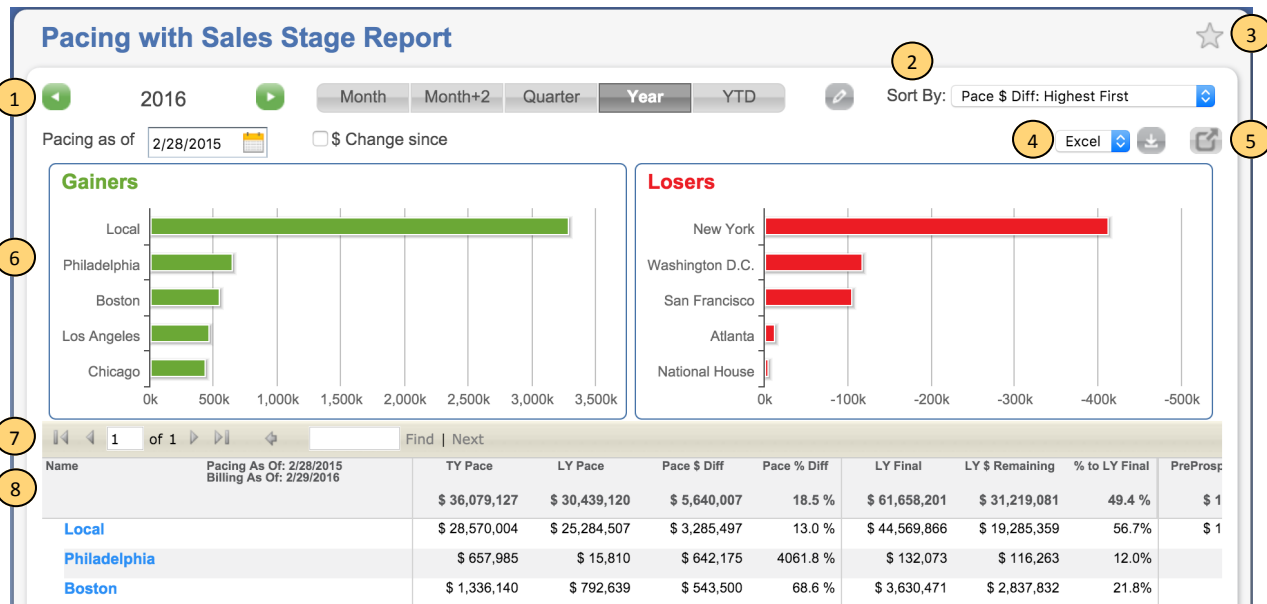 Pacing with Sales Stage Report
3
2
1
2016
Month Month+2 Quarter Year YTD
Sort By: Pace $ Diff: Highest First
Pacing as of 2/28/2015
$ Change since
4
Excel
5
Gainers
Losers
6
Local
Philadelphia
Boston
Los Angeles
Chicago
0k 500k 1,000k 1,500k 2,000k 2,500k 3,000k 3,500k
New York
Washington D.C.
San Francisco
Atlanta
National House
0k -100k -200k -300k -400k -500k
7
1 of 1 Find | Next
8
Name Pacing As Of: 2/28/2015 TY Pace LY Pace Pace $ Diff Pace % Diff LY Final LY $ Remaining % to LY Final PreProsp
Billing As Of: 2/29/2016
$ 36,079,127 $ 30,439,120 $ 5,640,007 18.5 % $ 61,658,201 $ 31,219,081 49.4 % $ 1
Local $ 28,570,004 $ 25,284,507 $ 3,285,497 13.0 % $ 44,569,866 $ 19,285,359 56.7% $ 1
Philadelphia $ 657,985 $ 15,810 $ 642,175 4061.8 % $ 132,073 $ 116,263 12.0%
Boston $ 1,336,140 $ 792,639 $ 543,500 68.6 % $ 3,630,471 $ 2,837,832 21.8%